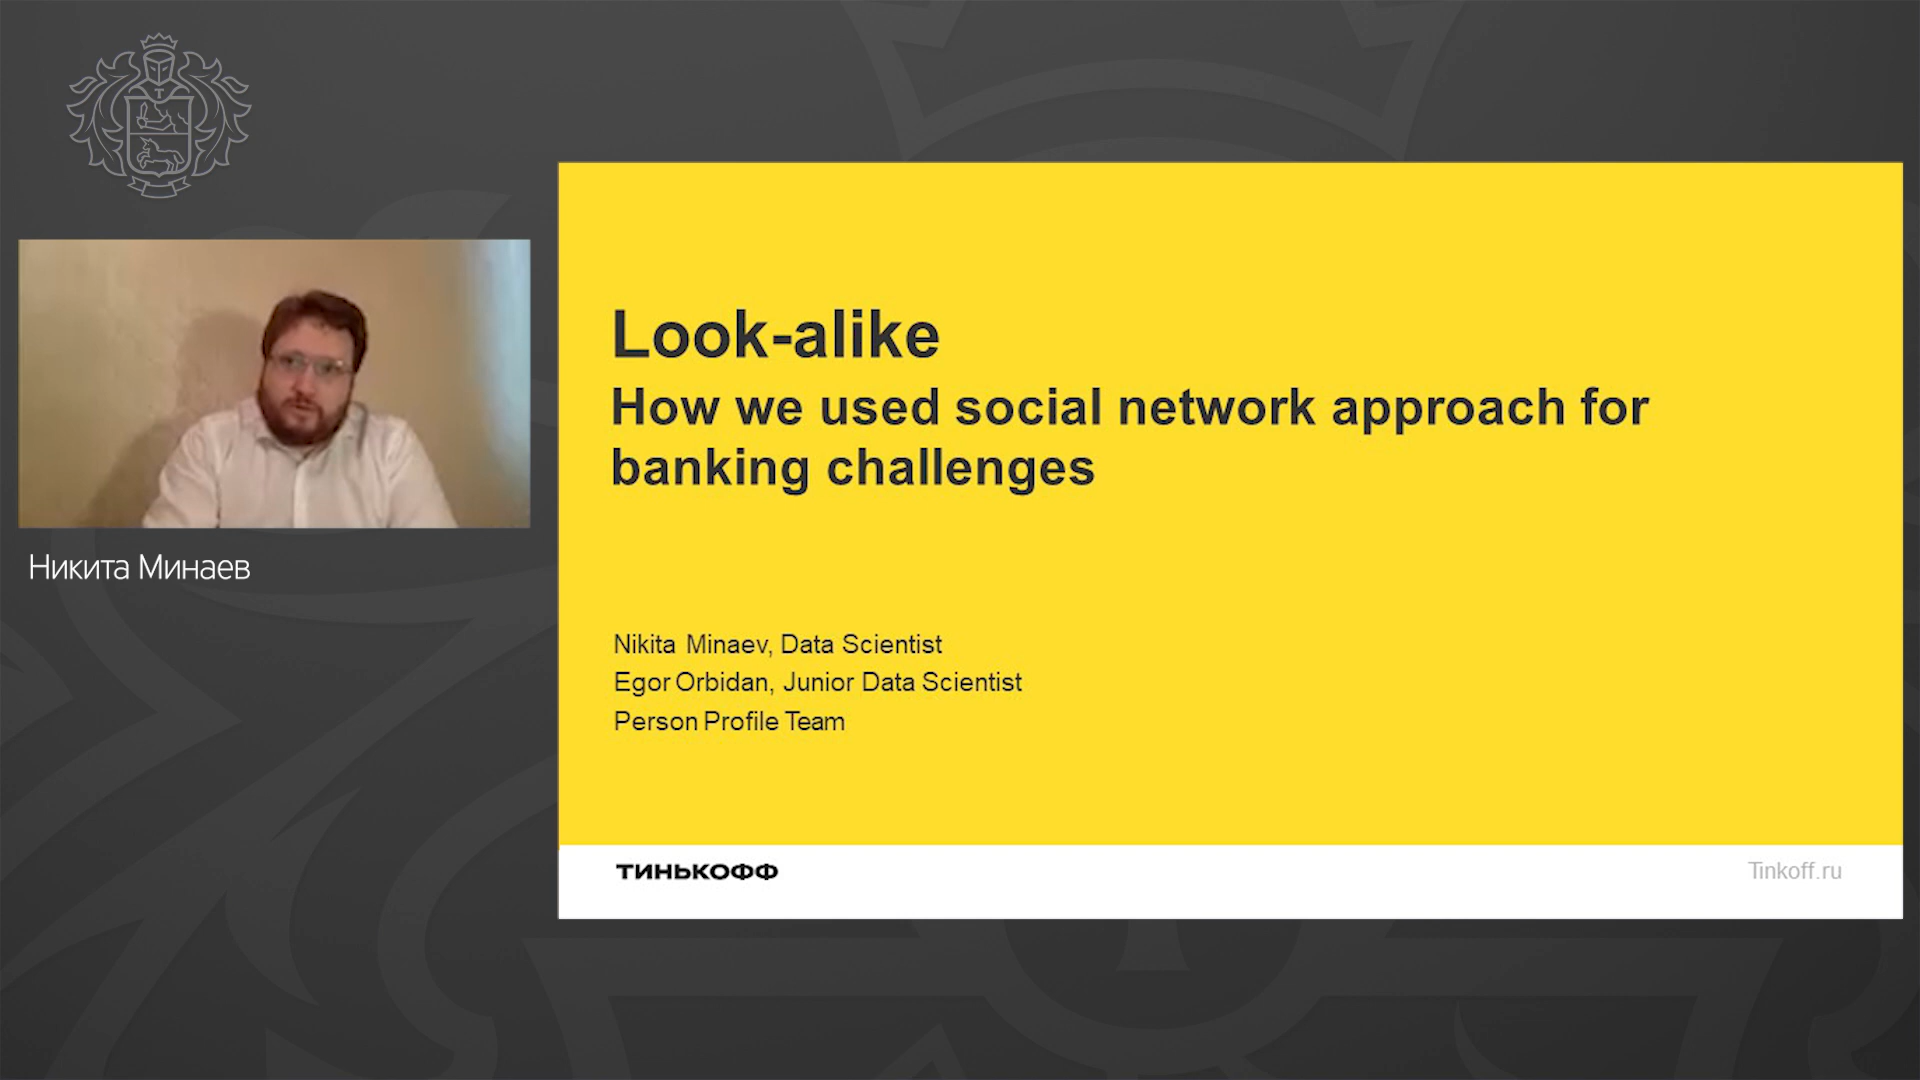 Никита Минаев
Look-alike
How we used social network approach for
banking challenges
Nikita Minaev, Data Scientist
Egor Orbidan, Junior Data Scientist
Person Profile Team
ТИНЬКОФФ
Tinkoff.ru